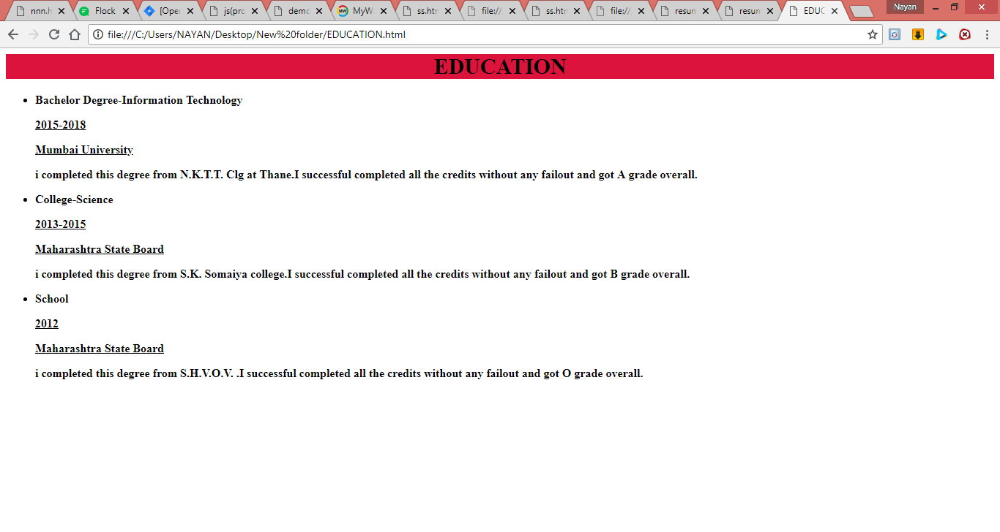 nnn.h Flock [Ope js(pro demo MyW ss.htm file:// ss.htm file:// resun resun EDUC Nayan
file:///C:/Users/NAYAN/Desktop/New%20folder/EDUCATION.html
EDUCATION
• Bachelor Degree-Information Technology
2015-2018
Mumbai University
i completed this degree from N.K.T.T. Clg at Thane.I successful completed all the credits without any failout and got A grade overall.
• College-Science
2013-2015
Maharashtra State Board
i completed this degree from S.K. Somaiya college.I successful completed all the credits without any failout and got B grade overall.
• School
2012
Maharashtra State Board
i completed this degree from S.H.V.O.V. .I successful completed all the credits without any failout and got O grade overall.